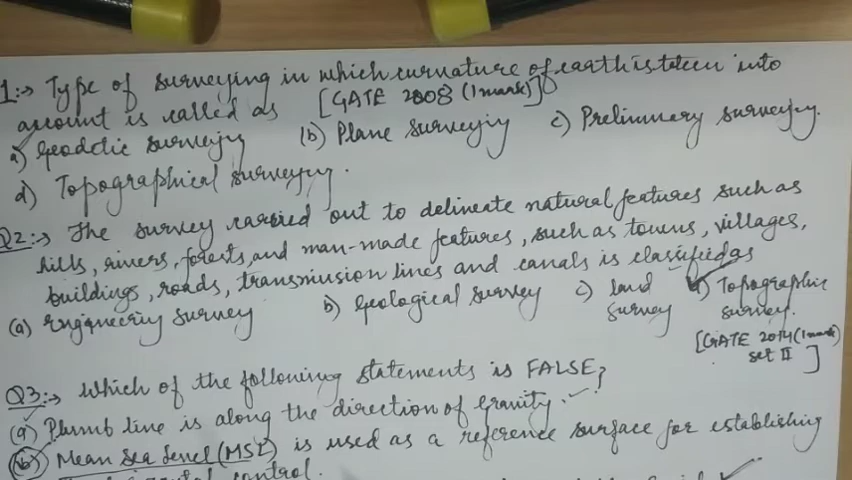 1:→ Type of surveying in which curvature of earth is taken into
account is called as [GATE 2008 (1 mark)]
a) Geodetic surveying (b) Plane surveying c) Preliminary surveying.
d) Topographical surveying.
Q2:→ The survey carried out to delineate natural features such as
hills, rivers, forests, and man-made features, such as towns, villages,
buildings, roads, transmission lines and canals is classified as
(a) Engineering survey b) Geological survey c) land survey d) Topographic survey.
[GATE 2014 (1 mark) set II]
Q3:→ Which of the following statements is FALSE?
(a) Plumb line is along the direction of Gravity.
(b) Mean Sea Level (MSL) is used as a reference surface for establishing
control.